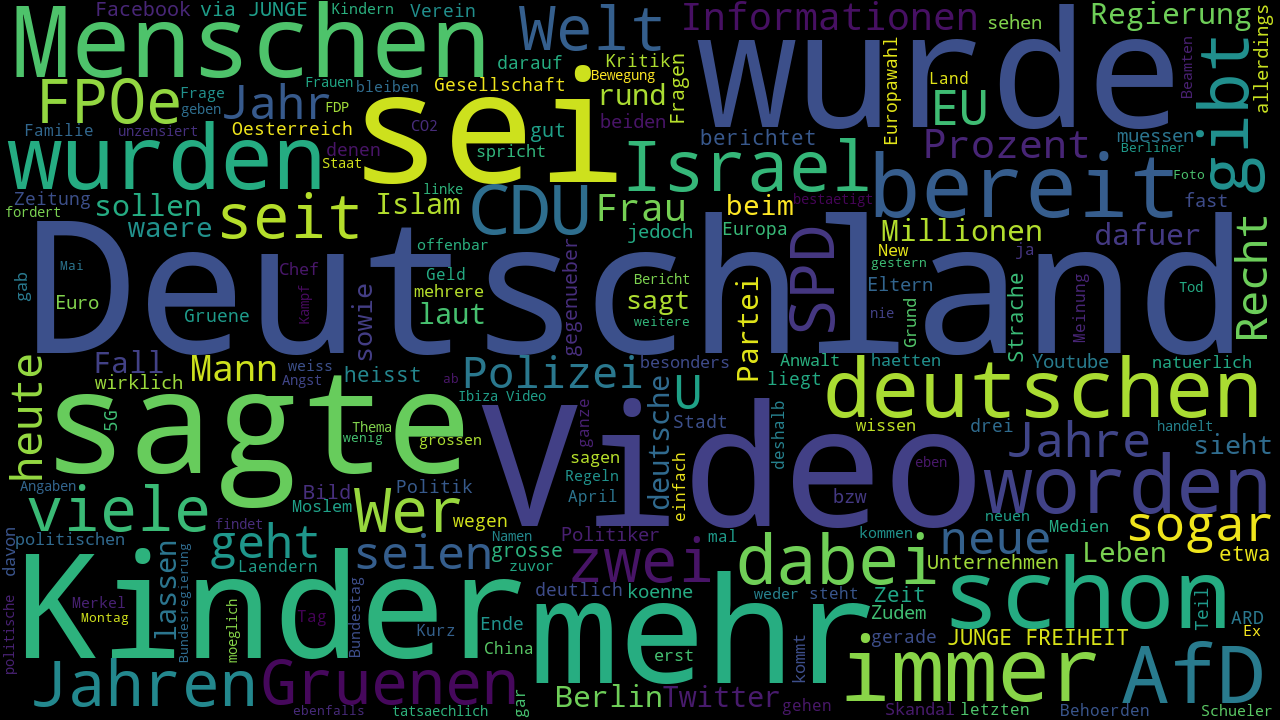 Facebook via JUNGE Kindern Verein
Menschen
Welt
Informationen
sehen
Regierung
allerdings
wurde
gibt
darauf
Kritik
Fragen
Bewegung
Europawahl
Land
EU
Beamten
FPOe
Frauen
bleiben
Gesellschaft
rund
Frage
geben
Jahr
FDP
sei
Familie
unzensiert
Oesterreich
CO2
gut
beiden
berichtet
Prozent
muessen
Berliner
wurden
denen
Staat
spricht
Israel
bereit
Foto
Zeitung
fordert
sollen
seit
linke
Islam
CDU
Frau
beim
bestaetigt
fast
waere
jedoch
Europa
Millionen
dafuer
Recht
Deutschland
offenbar
gegenueber
SPD
New
ja
gestern
gab
Mai
Chef
Geld
mehrere
Bericht
Partei
Eltern
Strache
Meinung
Tod
Euro
Gruene
Kampf
sowie
laut
sagt
weitere
nie
Grund
heute
Fall
Mann
weiss
Angst
heisst
ab
Polizei
besonders
Anwalt
liegt
haetten
Youtube
natuerlich
wirklich
Ibiza Video
deutsche
U
deutschen
sagte
5G
Thema
wenig
grossen
Video
ganze
Stadt
deshalb
wissen
drei
Jahre
handelt
sieht
sagen
Regeln
April
einfach
eben
bzw
worden
Angaben
viele
Bild
Moslem
Politik
wer
wegen
findet
Namen
Politiker
mal
kommen
neuen
neue
Medien
sogar
davon
politischen
geht
Laendern
seien
grosse
zuvor
zwei
dabei
Unternehmen
Leben
etwa
Kinder
lassen
Bundesregierung
mehr
deutlich
koenne
weder
steht
Zeit
Zudem
schon
Teil
ARD
Ex
politische
Merkel
Montag
moeglich
Tag
Bundestag
Kurz
Ende
China
erst
kommt
gerade
JUNGE FREIHEIT
immer
AfD
Jahren
Gruenen
ebenfalls
tatsaechlich
gar
Berlin
Twitter
gehen
Skandal
letzten
Behoerden
Schueler